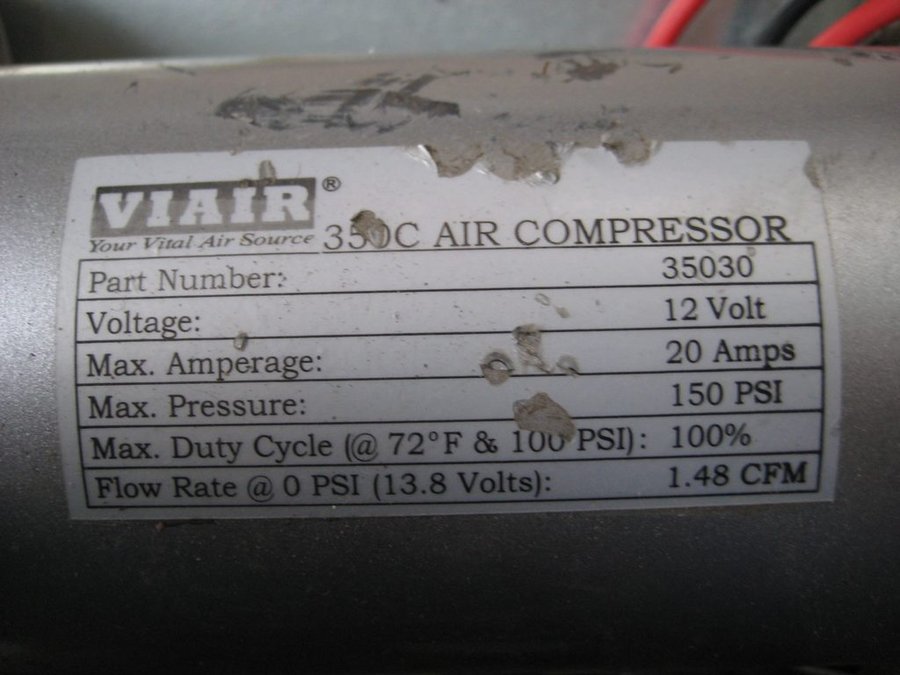 VIAIR®
Your Vital Air Source
350C AIR COMPRESSOR
Part Number: 35030
Voltage: 12 Volt
Max. Amperage: 20 Amps
Max. Pressure: 150 PSI
Max. Duty Cycle (@ 72°F & 100 PSI): 100%
Flow Rate @ 0 PSI (13.8 Volts): 1.48 CFM